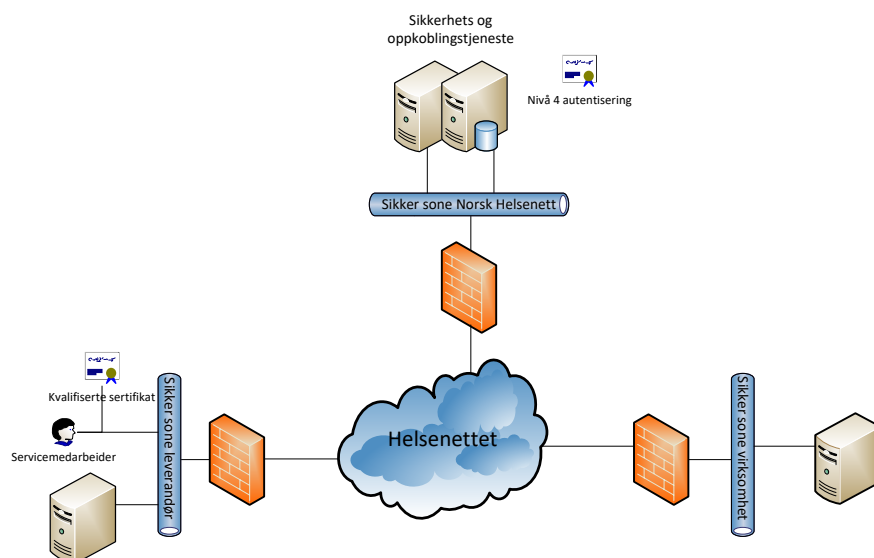 Sikkerhets og
oppkoblingstjeneste
Nivå 4 autentisering
Sikker sone Norsk Helsenett
Kvalifiserte sertifikat
Servicemedarbeider
Sikker sone leverandør
Helsenettet
Sikker sone virksomhet